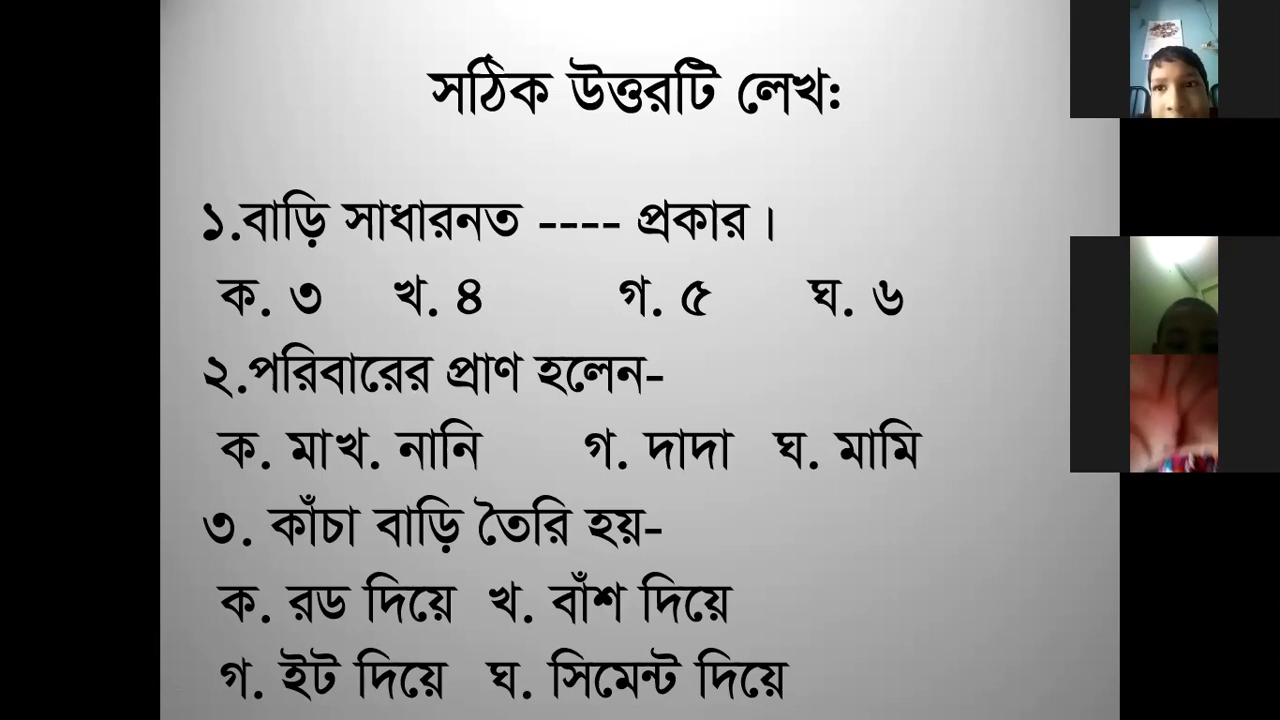 সঠিক উত্তরটি লেখ:
১.বাড়ি সাধারনত ---- প্রকার।
ক. ৩ খ. ৪ গ. ৫ ঘ. ৬
২.পরিবারের প্রাণ হলেন-
ক. মাখ. নানি গ. দাদা ঘ. মামি
৩. কাঁচা বাড়ি তৈরি হয়-
ক. রড দিয়ে খ. বাঁশ দিয়ে
গ. ইট দিয়ে ঘ. সিমেন্ট দিয়ে